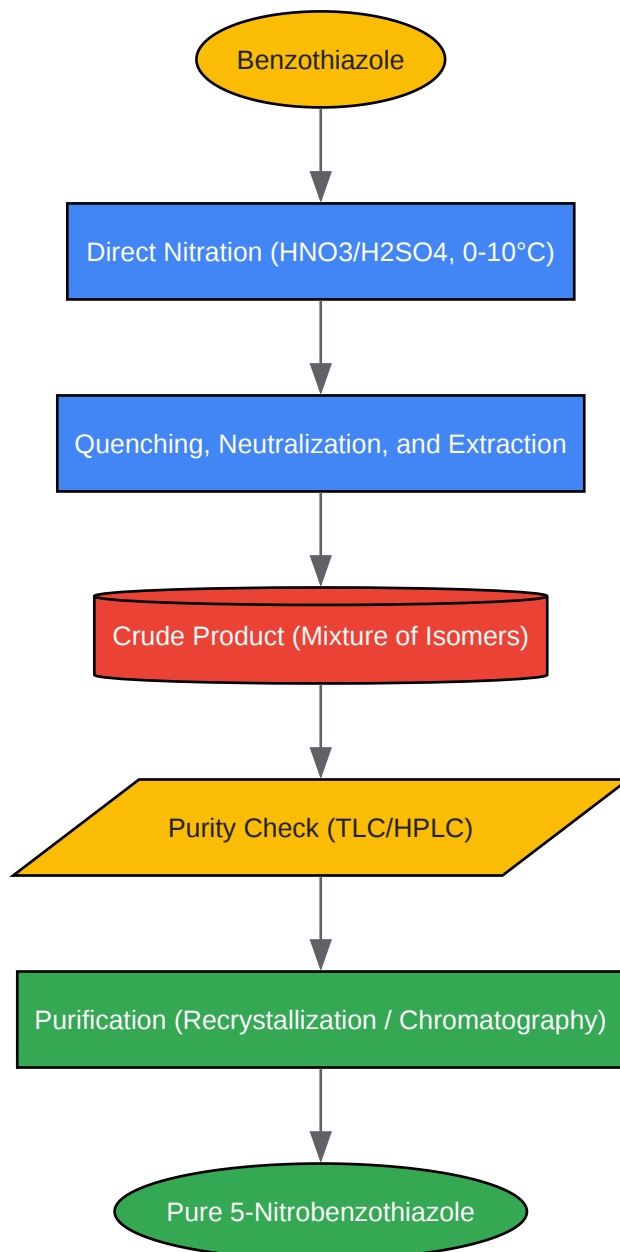 Benzothiazole
Direct Nitration (HNO3/H2SO4, 0-10°C)
Quenching, Neutralization, and Extraction
Crude Product (Mixture of Isomers)
Purity Check (TLC/HPLC)
Purification (Recrystallization / Chromatography)
Pure 5-Nitrobenzothiazole